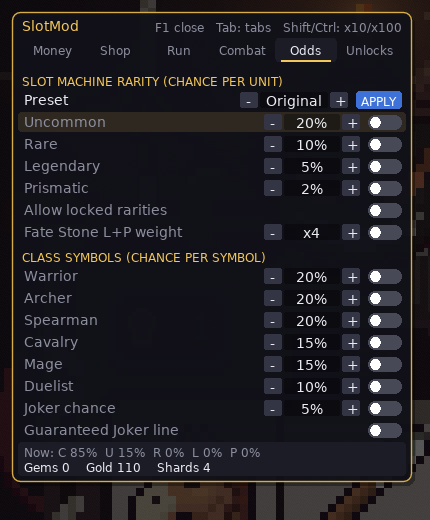 SlotMod F1 close Tab: tabs Shift/Ctrl: x10/x100
Money Shop Run Combat Odds Unlocks
SLOT MACHINE RARITY (CHANCE PER UNIT)
Preset - Original + APPLY
Uncommon - 20% +
Rare - 10% +
Legendary - 5% +
Prismatic - 2% +
Allow locked rarities
Fate Stone L+P weight - x4 +
CLASS SYMBOLS (CHANCE PER SYMBOL)
Warrior - 20% +
Archer - 20% +
Spearman - 20% +
Cavalry - 15% +
Mage - 15% +
Duelist - 10% +
Joker chance - 5% +
Guaranteed Joker line
Now: C 85% U 15% R 0% L 0% P 0%
Gems 0 Gold 110 Shards 4